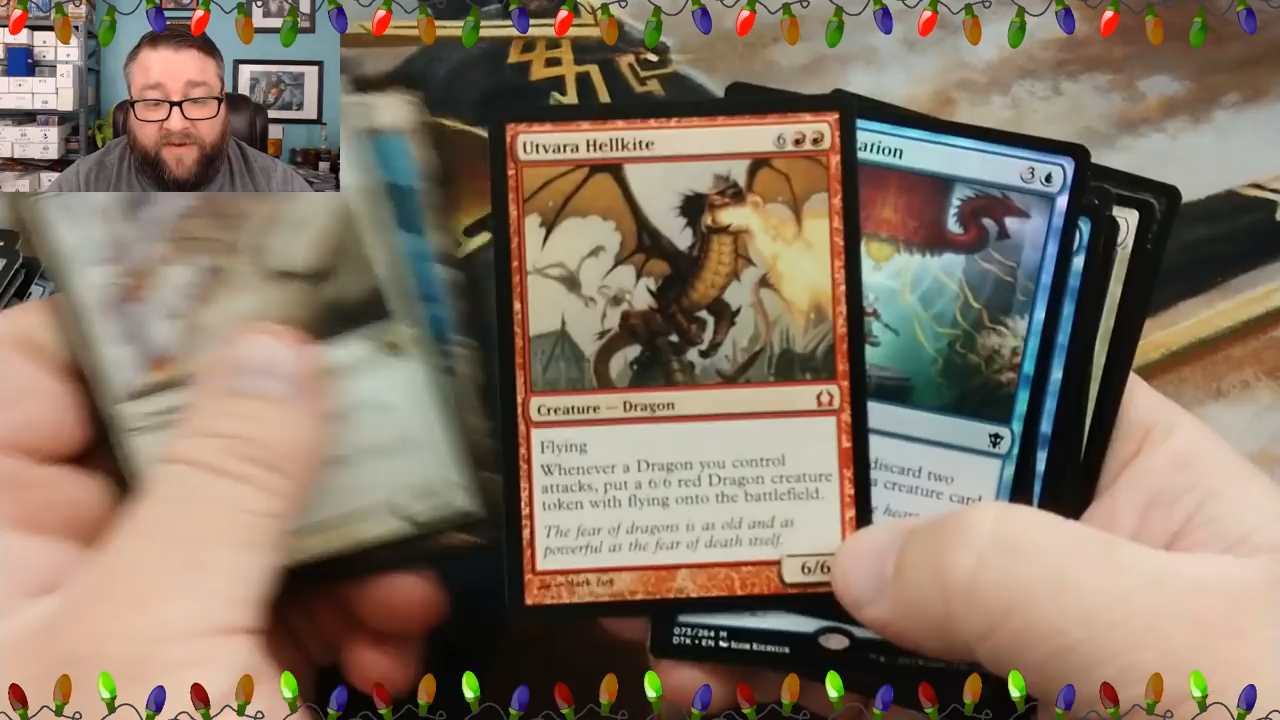 Utvara Hellkite 6
ation 3
Creature — Dragon
Flying
Whenever a Dragon you control
attacks, put a 6/6 red Dragon creature
token with flying onto the battlefield.
The fear of dragons is as old and as
powerful as the fear of death itself.
Mark Zug
6/6
discard two
a creature card
073/264 M
DTK • EN